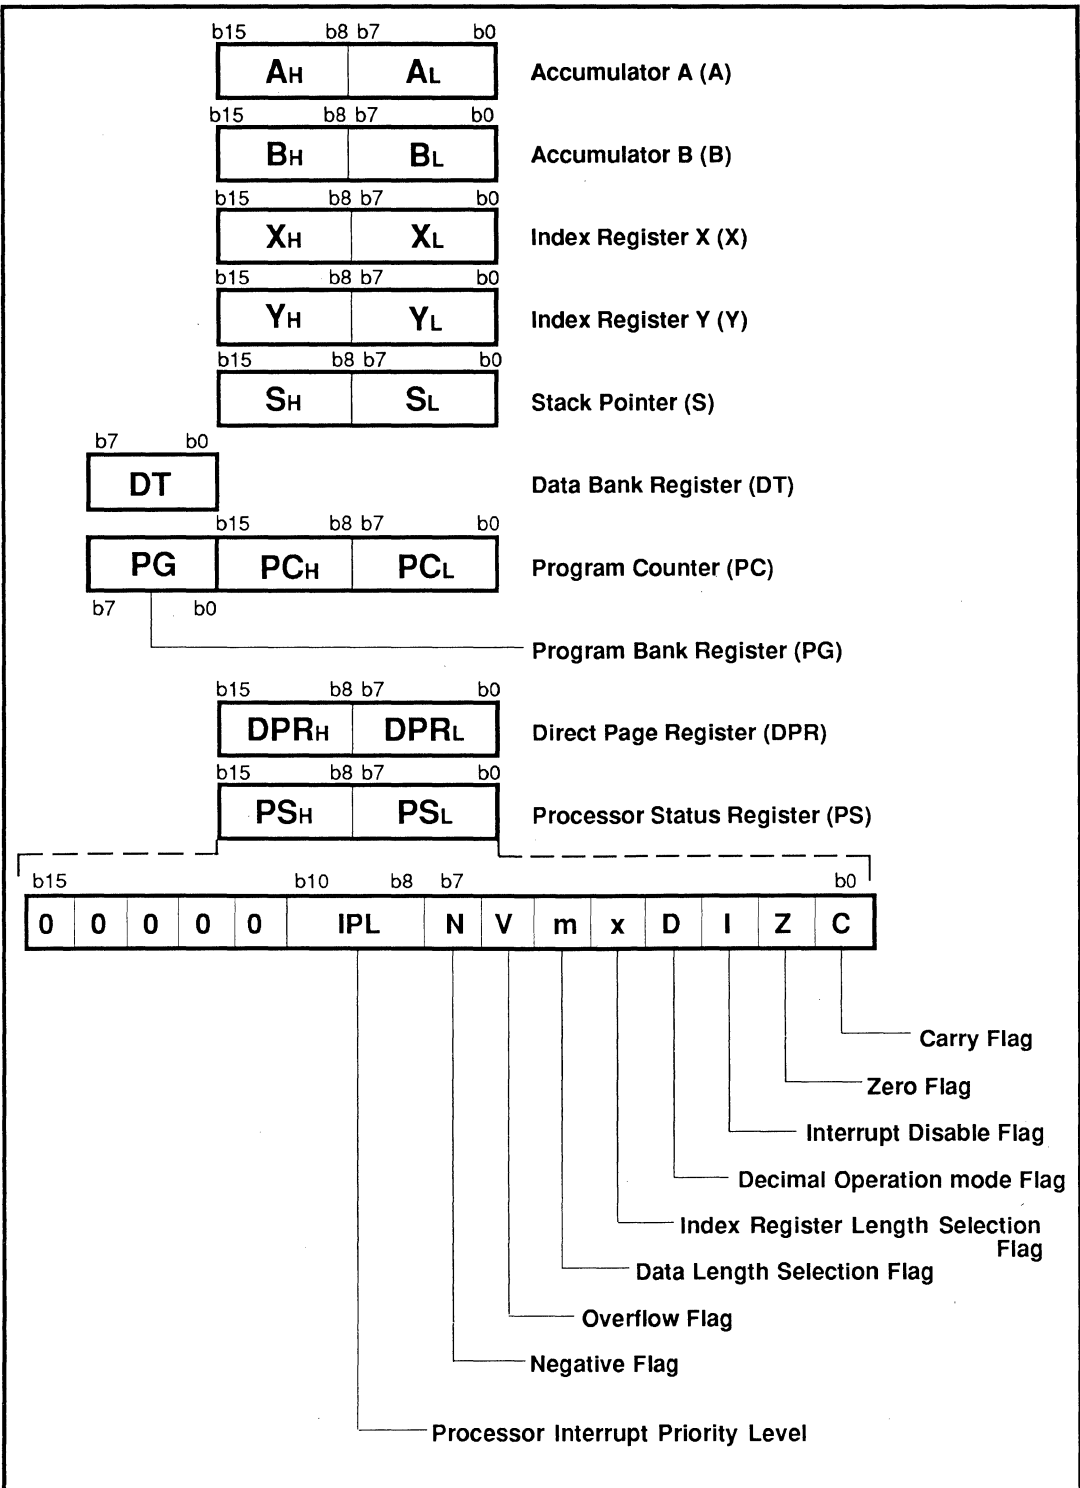 b15 b8 b7 b0
AH AL Accumulator A (A)
b15 b8 b7 b0
BH BL Accumulator B (B)
b15 b8 b7 b0
XH XL Index Register X (X)
b15 b8 b7 b0
YH YL Index Register Y (Y)
b15 b8 b7 b0
SH SL Stack Pointer (S)
b7 b0
DT Data Bank Register (DT)
b15 b8 b7 b0
PG PCH PCL Program Counter (PC)
b7 b0
Program Bank Register (PG)
b15 b8 b7 b0
DPRH DPRL Direct Page Register (DPR)
b15 b8 b7 b0
PSH PSL Processor Status Register (PS)
b15 b10 b8 b7 b0
0 0 0 0 0 IPL N V m x D I Z C
Carry Flag
Zero Flag
Interrupt Disable Flag
Decimal Operation mode Flag
Index Register Length Selection
Flag
Data Length Selection Flag
Overflow Flag
Negative Flag
Processor Interrupt Priority Level